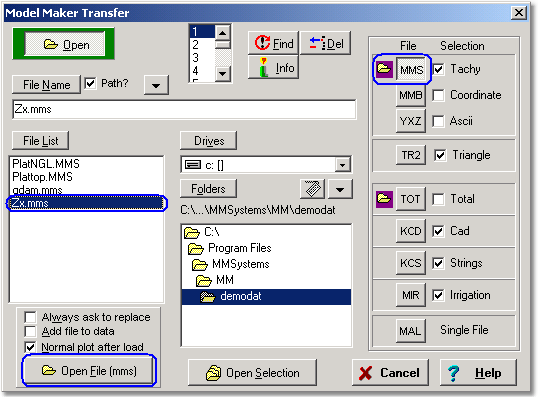 Model Maker Transfer
Open
1
2
3
4
Find
Del
Info
File Name
Path?
Zx.mms
File List
PlatNGL.MMS
Plattop.MMS
gdam.mms
Zx.mms
Always ask to replace
Add file to data
Normal plot after load
Open File (mms)
Drives
c: []
Folders
C:\...\MMSystems\MM\demodat
C:\
Program Files
MMSystems
MM
demodat
Open Selection
File Selection
MMS Tachy
MMB Coordinate
YXZ Ascii
TR2 Triangle
TOT Total
KCD Cad
KCS Strings
MIR Irrigation
MAL Single File
Cancel
? Help